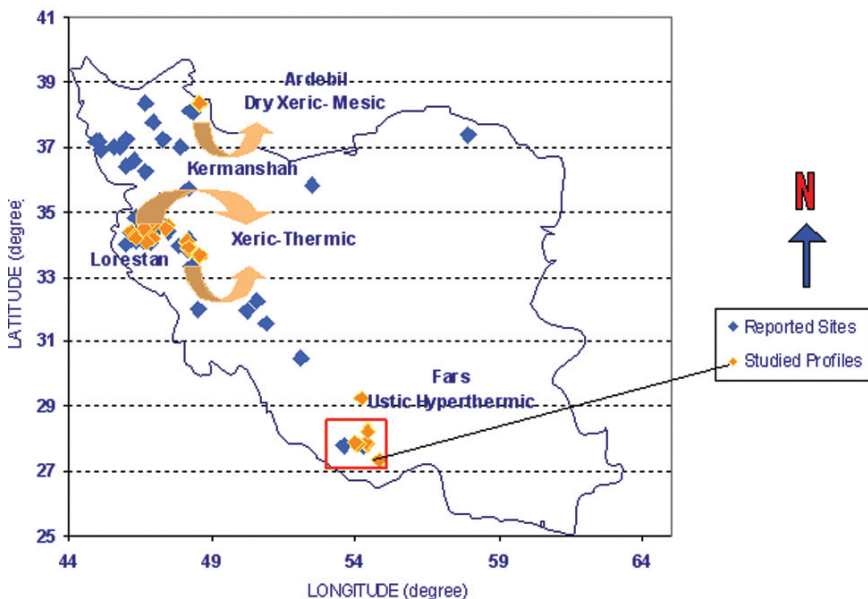 41
39
37
35
33
31
29
27
25
44
49
54
59
64
LATITUDE (degree)
LONGITUDE (degree)
Ardebil
Dry Xeric- Mesic
Kermanshah
Xeric-Thermic
Lorestan
Fars
Ustic Hyperthermic
N
Reported Sites
Studied Profiles